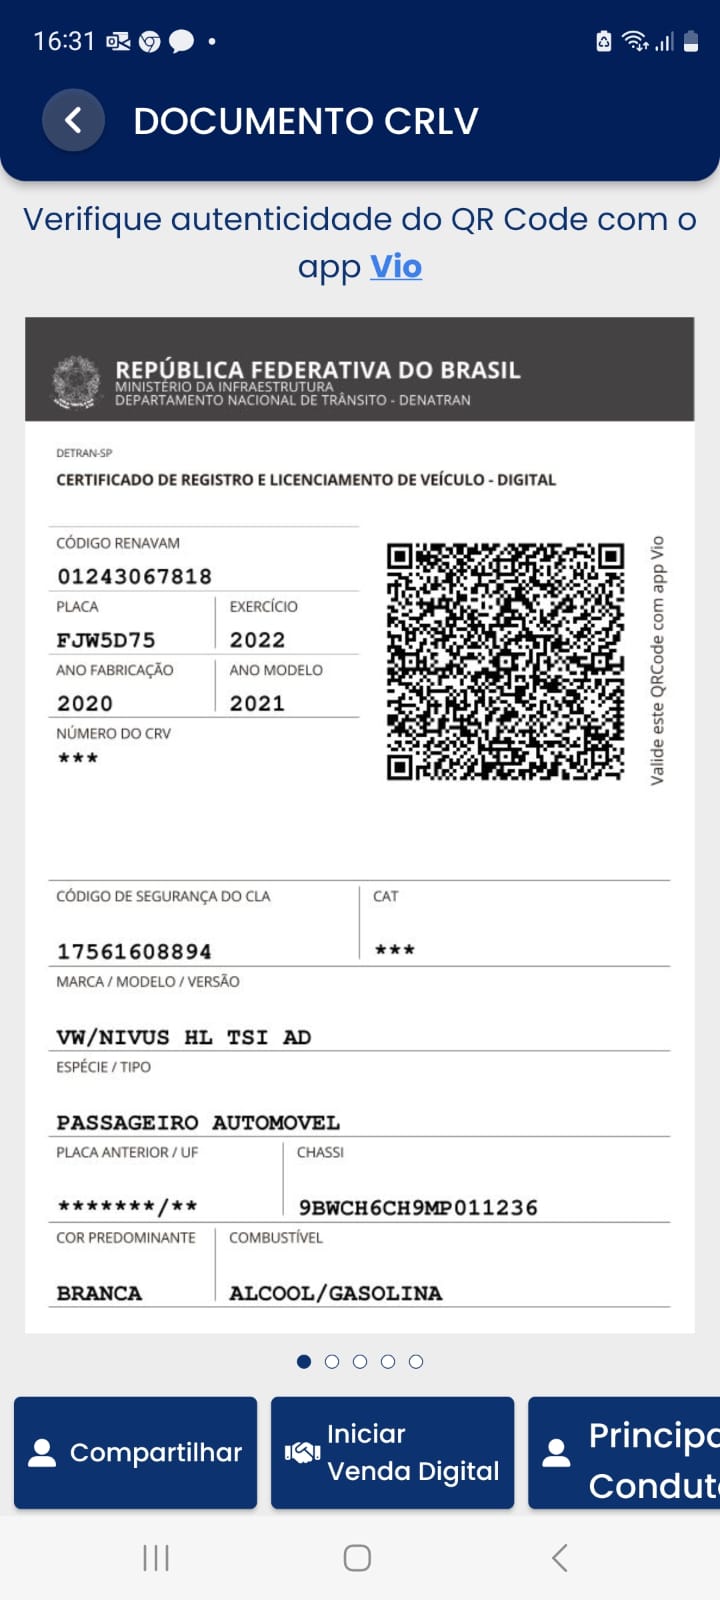 16:31
DOCUMENTO CRLV
Verifique autenticidade do QR Code com o
app Vio
REPÚBLICA FEDERATIVA DO BRASIL
MINISTÉRIO DA INFRAESTRUTURA
DEPARTAMENTO NACIONAL DE TRÂNSITO - DENATRAN
DETRAN-SP
CERTIFICADO DE REGISTRO E LICENCIAMENTO DE VEÍCULO - DIGITAL
CÓDIGO RENAVAM
01243067818
PLACA EXERCÍCIO
FJW5D75 2022
ANO FABRICAÇÃO ANO MODELO
2020 2021
NÚMERO DO CRV
***
Valide este QRCode com app Vio
CÓDIGO DE SEGURANÇA DO CLA CAT
17561608894 ***
MARCA / MODELO / VERSÃO
VW/NIVUS HL TSI AD
ESPÉCIE / TIPO
PASSAGEIRO AUTOMOVEL
PLACA ANTERIOR / UF CHASSI
*******/** 9BWCH6CH9MP011236
COR PREDOMINANTE COMBUSTÍVEL
BRANCA ALCOOL/GASOLINA
Compartilhar
Iniciar
Venda Digital
Principa
Condut